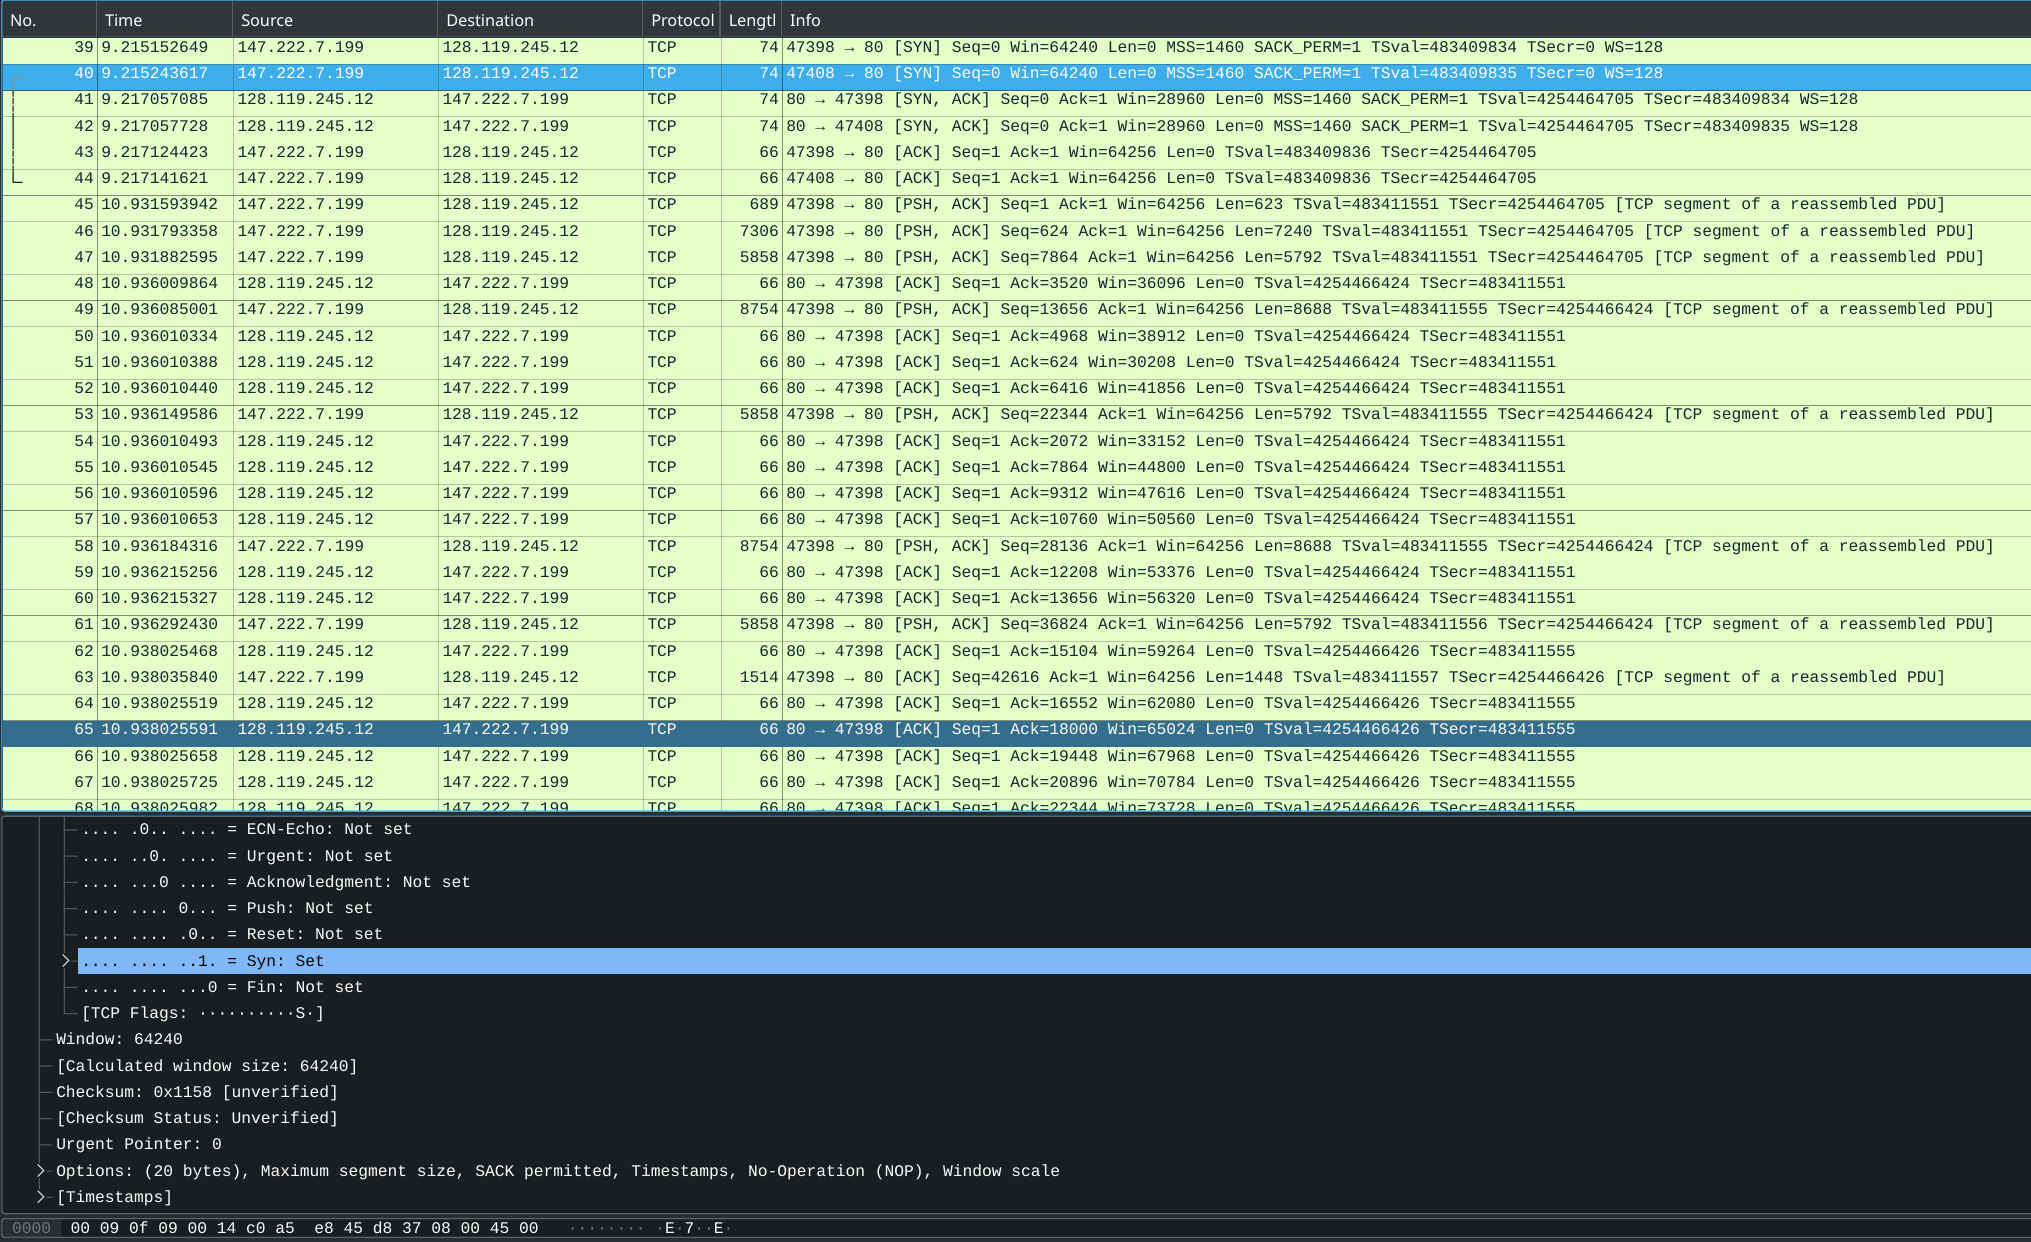 No. Time Source Destination Protocol Lengtl Info
39 9.215152649 147.222.7.199 128.119.245.12 TCP 74 47398 → 80 [SYN] Seq=0 Win=64240 Len=0 MSS=1460 SACK_PERM=1 TSval=483409834 TSecr=0 WS=128
40 9.215243617 147.222.7.199 128.119.245.12 TCP 74 47408 → 80 [SYN] Seq=0 Win=64240 Len=0 MSS=1460 SACK_PERM=1 TSval=483409835 TSecr=0 WS=128
41 9.217057085 128.119.245.12 147.222.7.199 TCP 74 80 → 47398 [SYN, ACK] Seq=0 Ack=1 Win=28960 Len=0 MSS=1460 SACK_PERM=1 TSval=4254464705 TSecr=483409834 WS=128
42 9.217057728 128.119.245.12 147.222.7.199 TCP 74 80 → 47408 [SYN, ACK] Seq=0 Ack=1 Win=28960 Len=0 MSS=1460 SACK_PERM=1 TSval=4254464705 TSecr=483409835 WS=128
43 9.217124423 147.222.7.199 128.119.245.12 TCP 66 47398 → 80 [ACK] Seq=1 Ack=1 Win=64256 Len=0 TSval=483409836 TSecr=4254464705
44 9.217141621 147.222.7.199 128.119.245.12 TCP 66 47408 → 80 [ACK] Seq=1 Ack=1 Win=64256 Len=0 TSval=483409836 TSecr=4254464705
45 10.931593942 147.222.7.199 128.119.245.12 TCP 689 47398 → 80 [PSH, ACK] Seq=1 Ack=1 Win=64256 Len=623 TSval=483411551 TSecr=4254464705 [TCP segment of a reassembled PDU]
46 10.931793358 147.222.7.199 128.119.245.12 TCP 7306 47398 → 80 [PSH, ACK] Seq=624 Ack=1 Win=64256 Len=7240 TSval=483411551 TSecr=4254464705 [TCP segment of a reassembled PDU]
47 10.931882595 147.222.7.199 128.119.245.12 TCP 5858 47398 → 80 [PSH, ACK] Seq=7864 Ack=1 Win=64256 Len=5792 TSval=483411551 TSecr=4254464705 [TCP segment of a reassembled PDU]
48 10.936009864 128.119.245.12 147.222.7.199 TCP 66 80 → 47398 [ACK] Seq=1 Ack=3520 Win=36096 Len=0 TSval=4254466424 TSecr=483411551
49 10.936085001 147.222.7.199 128.119.245.12 TCP 8754 47398 → 80 [PSH, ACK] Seq=13656 Ack=1 Win=64256 Len=8688 TSval=483411555 TSecr=4254466424 [TCP segment of a reassembled PDU]
50 10.936010334 128.119.245.12 147.222.7.199 TCP 66 80 → 47398 [ACK] Seq=1 Ack=4968 Win=38912 Len=0 TSval=4254466424 TSecr=483411551
51 10.936010388 128.119.245.12 147.222.7.199 TCP 66 80 → 47398 [ACK] Seq=1 Ack=624 Win=30208 Len=0 TSval=4254466424 TSecr=483411551
52 10.936010440 128.119.245.12 147.222.7.199 TCP 66 80 → 47398 [ACK] Seq=1 Ack=6416 Win=41856 Len=0 TSval=4254466424 TSecr=483411551
53 10.936149586 147.222.7.199 128.119.245.12 TCP 5858 47398 → 80 [PSH, ACK] Seq=22344 Ack=1 Win=64256 Len=5792 TSval=483411555 TSecr=4254466424 [TCP segment of a reassembled PDU]
54 10.936010493 128.119.245.12 147.222.7.199 TCP 66 80 → 47398 [ACK] Seq=1 Ack=2072 Win=33152 Len=0 TSval=4254466424 TSecr=483411551
55 10.936010545 128.119.245.12 147.222.7.199 TCP 66 80 → 47398 [ACK] Seq=1 Ack=7864 Win=44800 Len=0 TSval=4254466424 TSecr=483411551
56 10.936010596 128.119.245.12 147.222.7.199 TCP 66 80 → 47398 [ACK] Seq=1 Ack=9312 Win=47616 Len=0 TSval=4254466424 TSecr=483411551
57 10.936010653 128.119.245.12 147.222.7.199 TCP 66 80 → 47398 [ACK] Seq=1 Ack=10760 Win=50560 Len=0 TSval=4254466424 TSecr=483411551
58 10.936184316 147.222.7.199 128.119.245.12 TCP 8754 47398 → 80 [PSH, ACK] Seq=28136 Ack=1 Win=64256 Len=8688 TSval=483411555 TSecr=4254466424 [TCP segment of a reassembled PDU]
59 10.936215256 128.119.245.12 147.222.7.199 TCP 66 80 → 47398 [ACK] Seq=1 Ack=12208 Win=53376 Len=0 TSval=4254466424 TSecr=483411551
60 10.936215327 128.119.245.12 147.222.7.199 TCP 66 80 → 47398 [ACK] Seq=1 Ack=13656 Win=56320 Len=0 TSval=4254466424 TSecr=483411551
61 10.936292430 147.222.7.199 128.119.245.12 TCP 5858 47398 → 80 [PSH, ACK] Seq=36824 Ack=1 Win=64256 Len=5792 TSval=483411556 TSecr=4254466424 [TCP segment of a reassembled PDU]
62 10.938025468 128.119.245.12 147.222.7.199 TCP 66 80 → 47398 [ACK] Seq=1 Ack=15104 Win=59264 Len=0 TSval=4254466426 TSecr=483411555
63 10.938035840 147.222.7.199 128.119.245.12 TCP 1514 47398 → 80 [ACK] Seq=42616 Ack=1 Win=64256 Len=1448 TSval=483411557 TSecr=4254466426 [TCP segment of a reassembled PDU]
64 10.938025519 128.119.245.12 147.222.7.199 TCP 66 80 → 47398 [ACK] Seq=1 Ack=16552 Win=62080 Len=0 TSval=4254466426 TSecr=483411555
65 10.938025591 128.119.245.12 147.222.7.199 TCP 66 80 → 47398 [ACK] Seq=1 Ack=18000 Win=65024 Len=0 TSval=4254466426 TSecr=483411555
66 10.938025658 128.119.245.12 147.222.7.199 TCP 66 80 → 47398 [ACK] Seq=1 Ack=19448 Win=67968 Len=0 TSval=4254466426 TSecr=483411555
67 10.938025725 128.119.245.12 147.222.7.199 TCP 66 80 → 47398 [ACK] Seq=1 Ack=20896 Win=70784 Len=0 TSval=4254466426 TSecr=483411555
68 10.938025982 128.119.245.12 147.222.7.199 TCP 66 80 → 47398 [ACK] Seq=1 Ack=22344 Win=73728 Len=0 TSval=4254466426 TSecr=483411555
.... .0.. .... = ECN-Echo: Not set
.... ..0. .... = Urgent: Not set
.... ...0 .... = Acknowledgment: Not set
.... .... 0... = Push: Not set
.... .... .0.. = Reset: Not set
.... .... ..1. = Syn: Set
.... .... ...0 = Fin: Not set
[TCP Flags: ··········S·]
Window: 64240
[Calculated window size: 64240]
Checksum: 0x1158 [unverified]
[Checksum Status: Unverified]
Urgent Pointer: 0
Options: (20 bytes), Maximum segment size, SACK permitted, Timestamps, No-Operation (NOP), Window scale
[Timestamps]
0000 00 09 0f 09 00 14 c0 a5 e8 45 d8 37 08 00 45 00 ········ ·E·7··E·